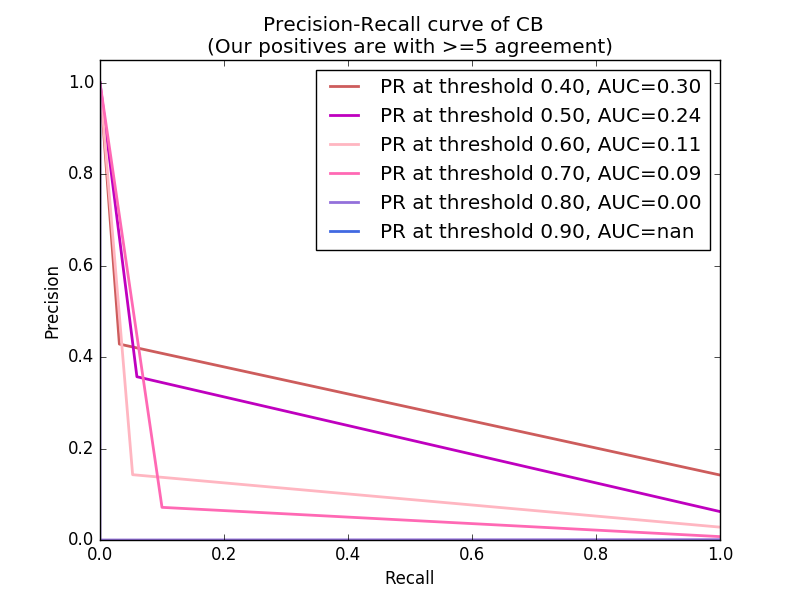 Precision-Recall curve of CB
(Our positives are with >=5 agreement)
PR at threshold 0.40, AUC=0.30
PR at threshold 0.50, AUC=0.24
PR at threshold 0.60, AUC=0.11
PR at threshold 0.70, AUC=0.09
PR at threshold 0.80, AUC=0.00
PR at threshold 0.90, AUC=nan
Precision
1.0
0.8
0.6
0.4
0.2
0.0
0.0 0.2 0.4 0.6 0.8 1.0
Recall